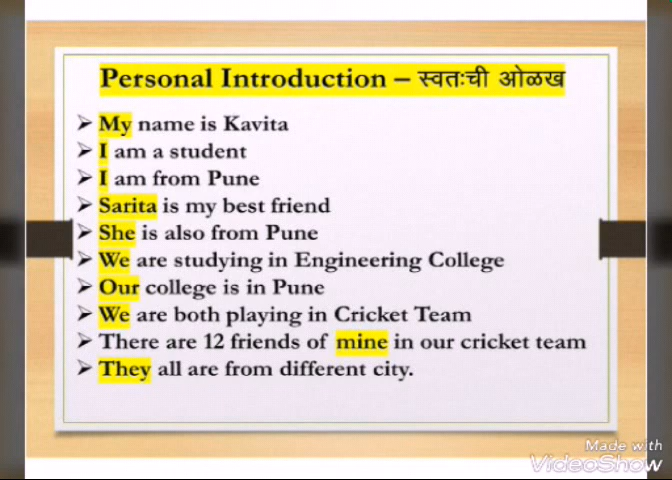 Personal Introduction – स्वतःची ओळख
➢ My name is Kavita
➢ I am a student
➢ I am from Pune
➢ Sarita is my best friend
➢ She is also from Pune
➢ We are studying in Engineering College
➢ Our college is in Pune
➢ We are both playing in Cricket Team
➢ There are 12 friends of mine in our cricket team
➢ They all are from different city.
Made with
VideoShow